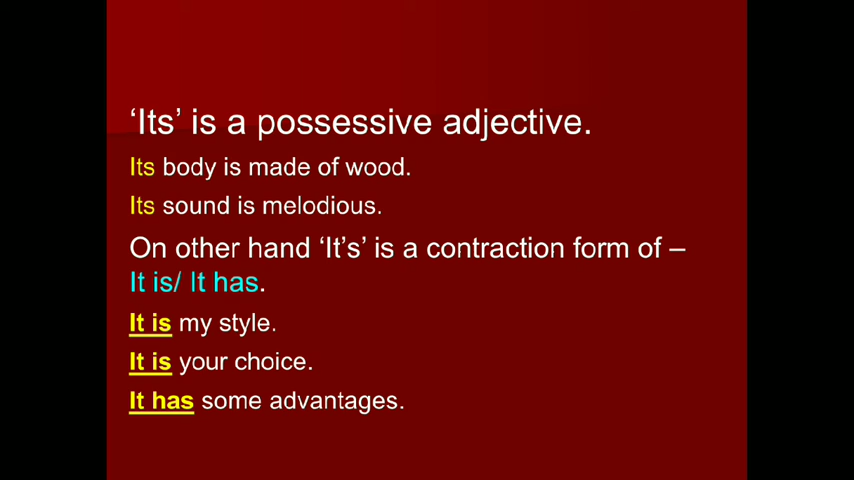 ‘Its’ is a possessive adjective.
Its body is made of wood.
Its sound is melodious.
On other hand ‘It’s’ is a contraction form of –
It is/ It has.
It is my style.
It is your choice.
It has some advantages.